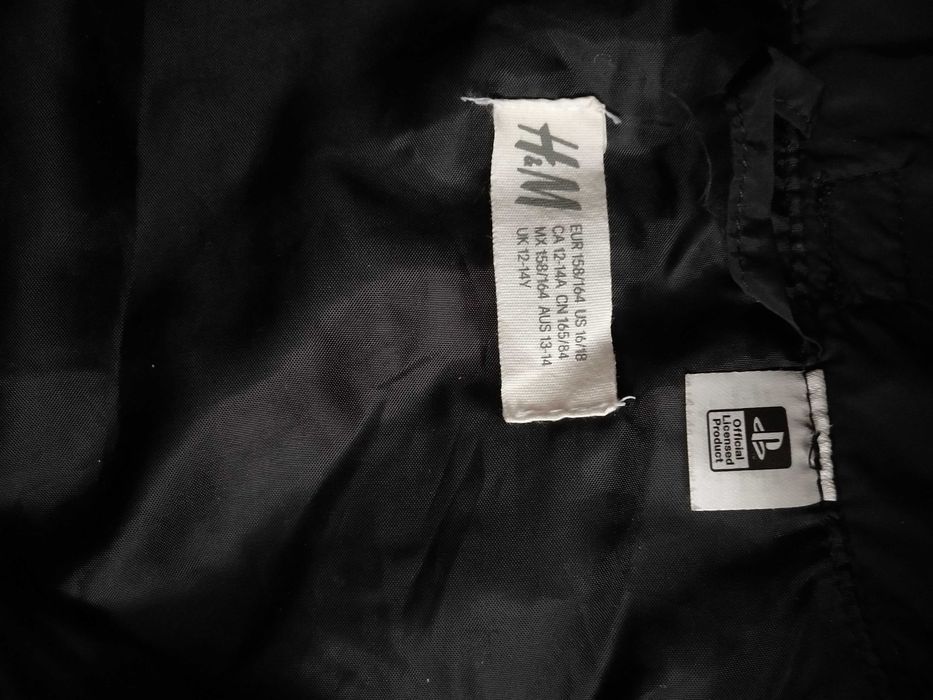 H&M
EUR 158/164 US 16/18
CA 12-14A CN 165/84
MX 158/164 AUS 13-14
UK 12-14Y
Official
Licensed
Product